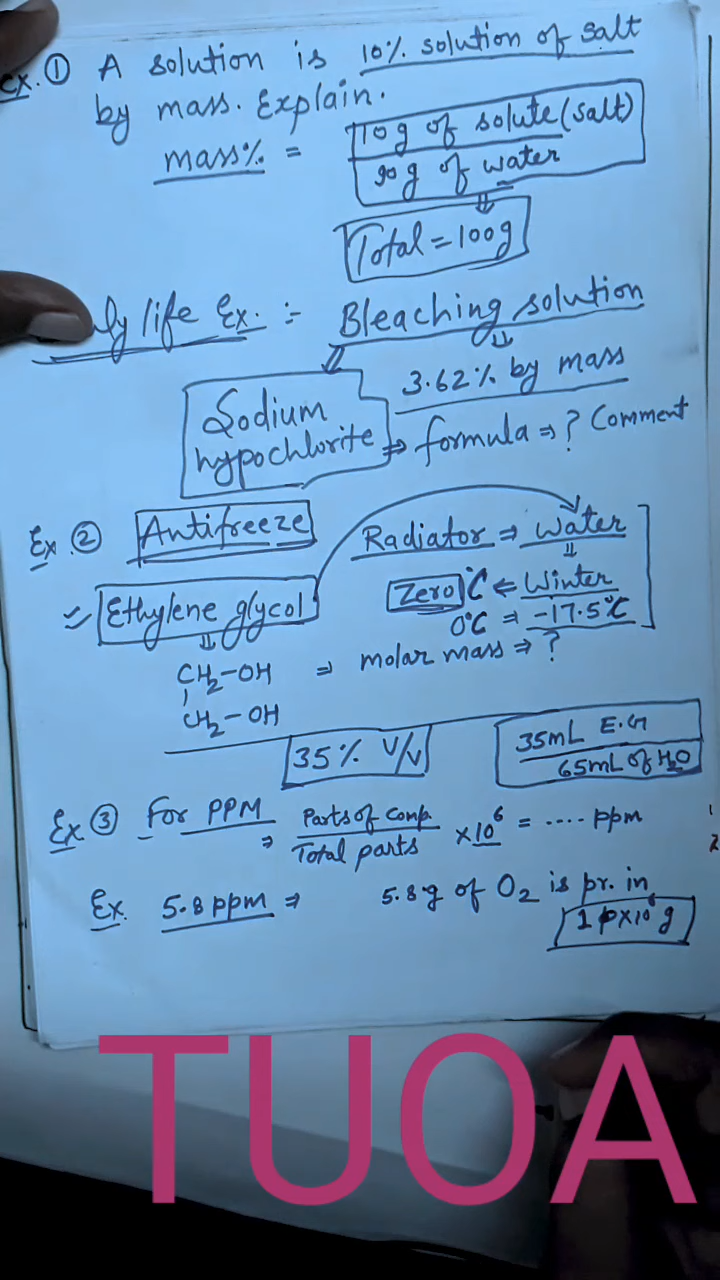 Ex. ① A solution is 10% solution of salt
by mass. Explain.
mass% = 10g of solute (salt)
90g of water
⇓
Total = 100g
ly life Ex. :- Bleaching solution
⇓
3.62% by mass
Sodium
hypochlorite ⇒ formula ⇒ ? Comment
Ex. ② Antifreeze
Radiator ⇒ Water
⇓
Zero °C ⇐ Winter
0°C = -17.5°C
Ethylene glycol
⇓
CH2-OH ⇒ molar mass ⇒ ?
CH2-OH
35% V/V
35mL E.G
65mL of H2O
Ex ③ For PPM
⇒ Parts of Comp. / Total parts ×10^6 = .... ppm
Ex. 5.8 ppm ⇒ 5.8g of O2 is pr. in
1 ×10^6 g
TUOA